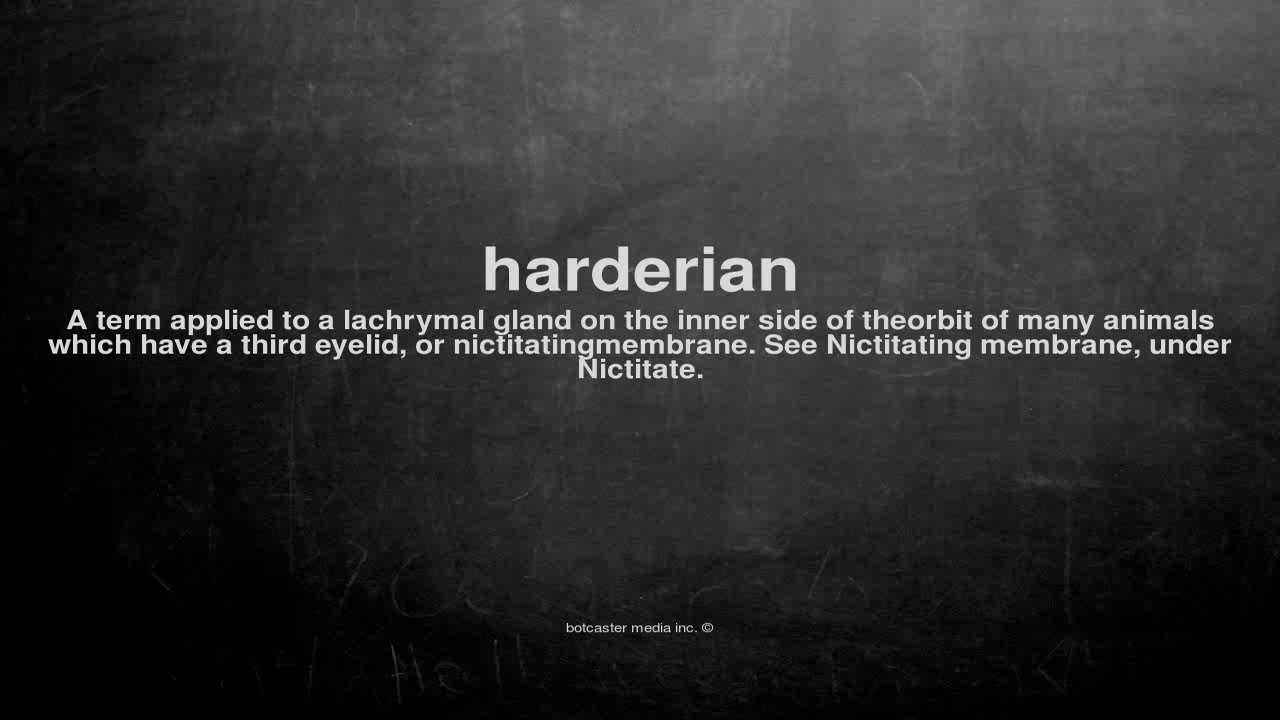 harderian
A term applied to a lachrymal gland on the inner side of theorbit of many animals
which have a third eyelid, or nictitatingmembrane. See Nictitating membrane, under
Nictitate.
botcaster media inc. ©